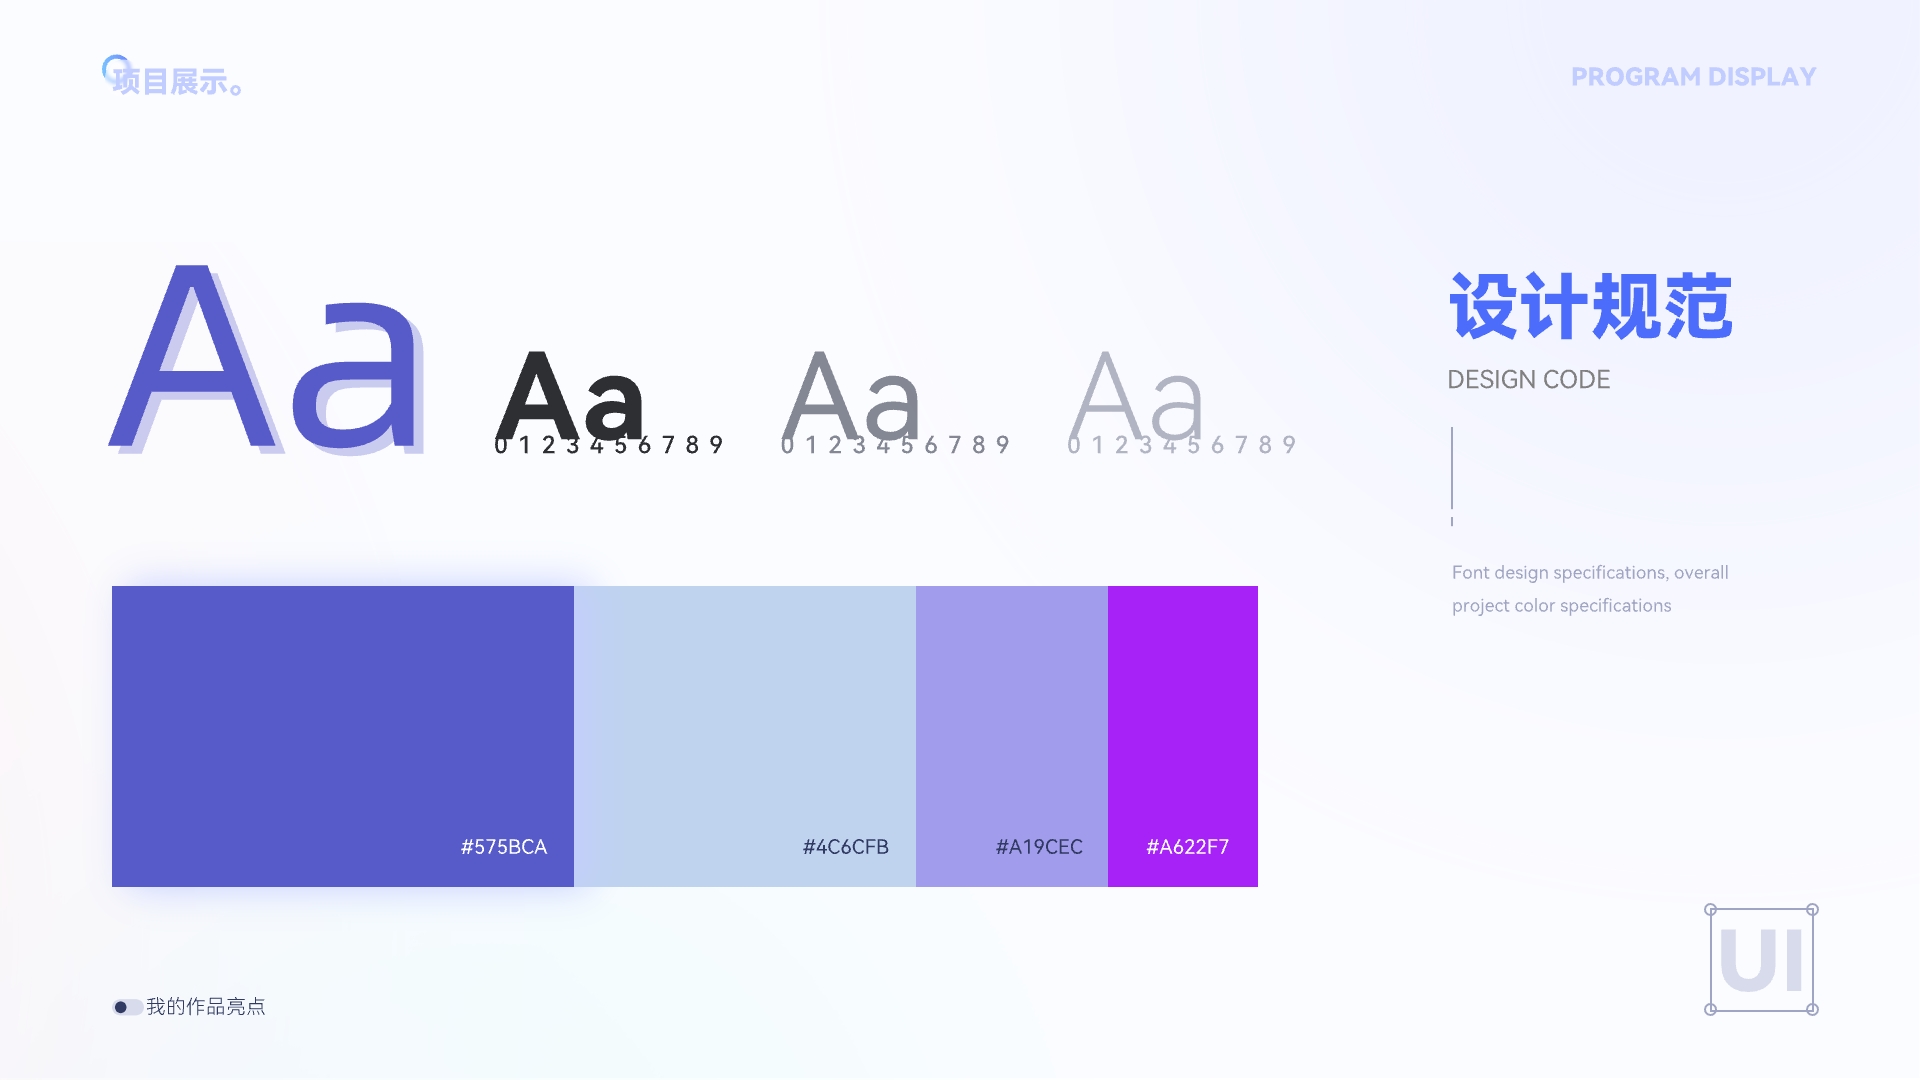 项目展示。
PROGRAM DISPLAY
Aa
Aa
0 1 2 3 4 5 6 7 8 9
Aa
0 1 2 3 4 5 6 7 8 9
Aa
0 1 2 3 4 5 6 7 8 9
设计规范
DESIGN CODE
Font design specifications, overall
project color specifications
#575BCA
#4C6CFB
#A19CEC
#A622F7
我的作品亮点
UI